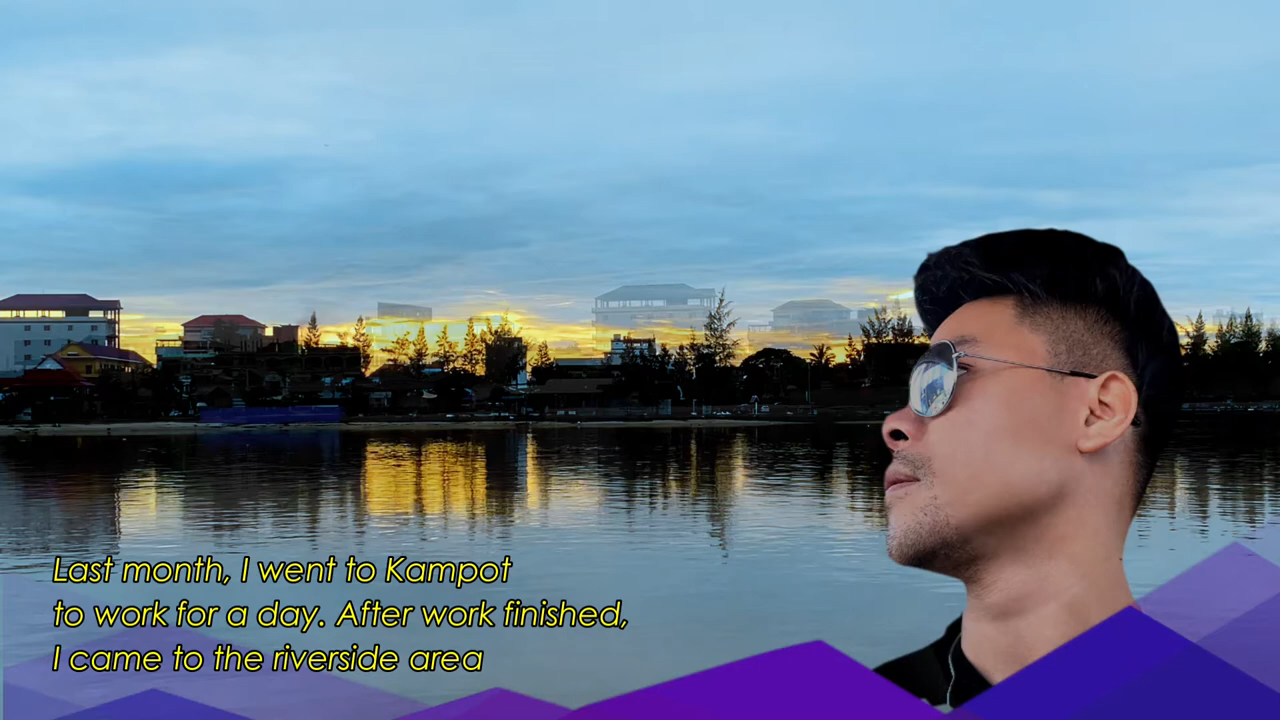 Last month, I went to Kampot
to work for a day. After work finished,
I came to the riverside area